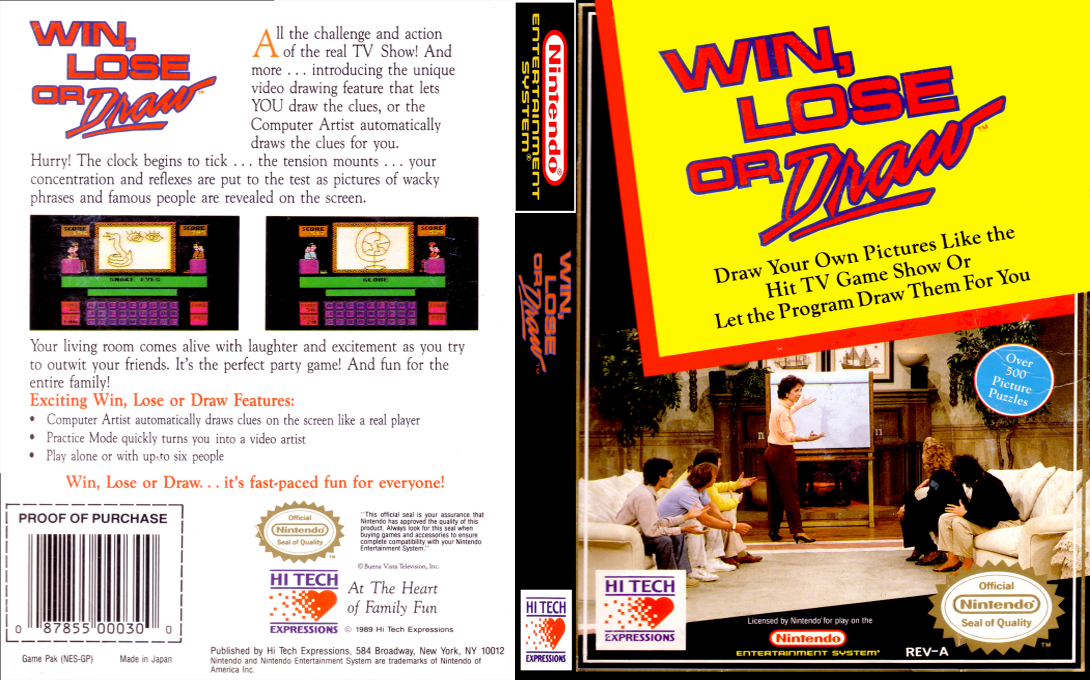 WIN,
LOSE
OR Draw™
All the challenge and action
of the real TV Show! And
more . . . introducing the unique
video drawing feature that lets
YOU draw the clues, or the
Computer Artist automatically
draws the clues for you.
Hurry! The clock begins to tick . . . the tension mounts . . . your
concentration and reflexes are put to the test as pictures of wacky
phrases and famous people are revealed on the screen.
SCORE
SCORE
SNAKE EYES
SCORE
SCORE
GLOBE
Your living room comes alive with laughter and excitement as you try
to outwit your friends. It's the perfect party game! And fun for the
entire family!
Exciting Win, Lose or Draw Features:
• Computer Artist automatically draws clues on the screen like a real player
• Practice Mode quickly turns you into a video artist
• Play alone or with up to six people
Win, Lose or Draw. . . it's fast-paced fun for everyone!
PROOF OF PURCHASE
0 87855 00030 0
Game Pak (NES-GP) Made in Japan
Official
Nintendo®
Seal of Quality
TM
"This official seal is your assurance that
Nintendo has approved the quality of this
product. Always look for this seal when
buying games and accessories to ensure
complete compatibility with your Nintendo
Entertainment System."
© Buena Vista Television, Inc.
HI TECH
EXPRESSIONS
At The Heart
of Family Fun
© 1989 Hi Tech Expressions
Published by Hi Tech Expressions, 584 Broadway, New York, NY 10012
Nintendo and Nintendo Entertainment System are trademarks of Nintendo of
America Inc.
Nintendo®
ENTERTAINMENT
SYSTEM®
WIN,
LOSE
OR Draw™
HI TECH
EXPRESSIONS
WIN,
LOSE
OR Draw™
Draw Your Own Pictures Like the
Hit TV Game Show Or
Let the Program Draw Them For You
Over
500
Picture
Puzzles
HI TECH
EXPRESSIONS
Licensed by Nintendo® for play on the
Nintendo®
ENTERTAINMENT SYSTEM®
REV-A
Official
Nintendo®
Seal of Quality
TM